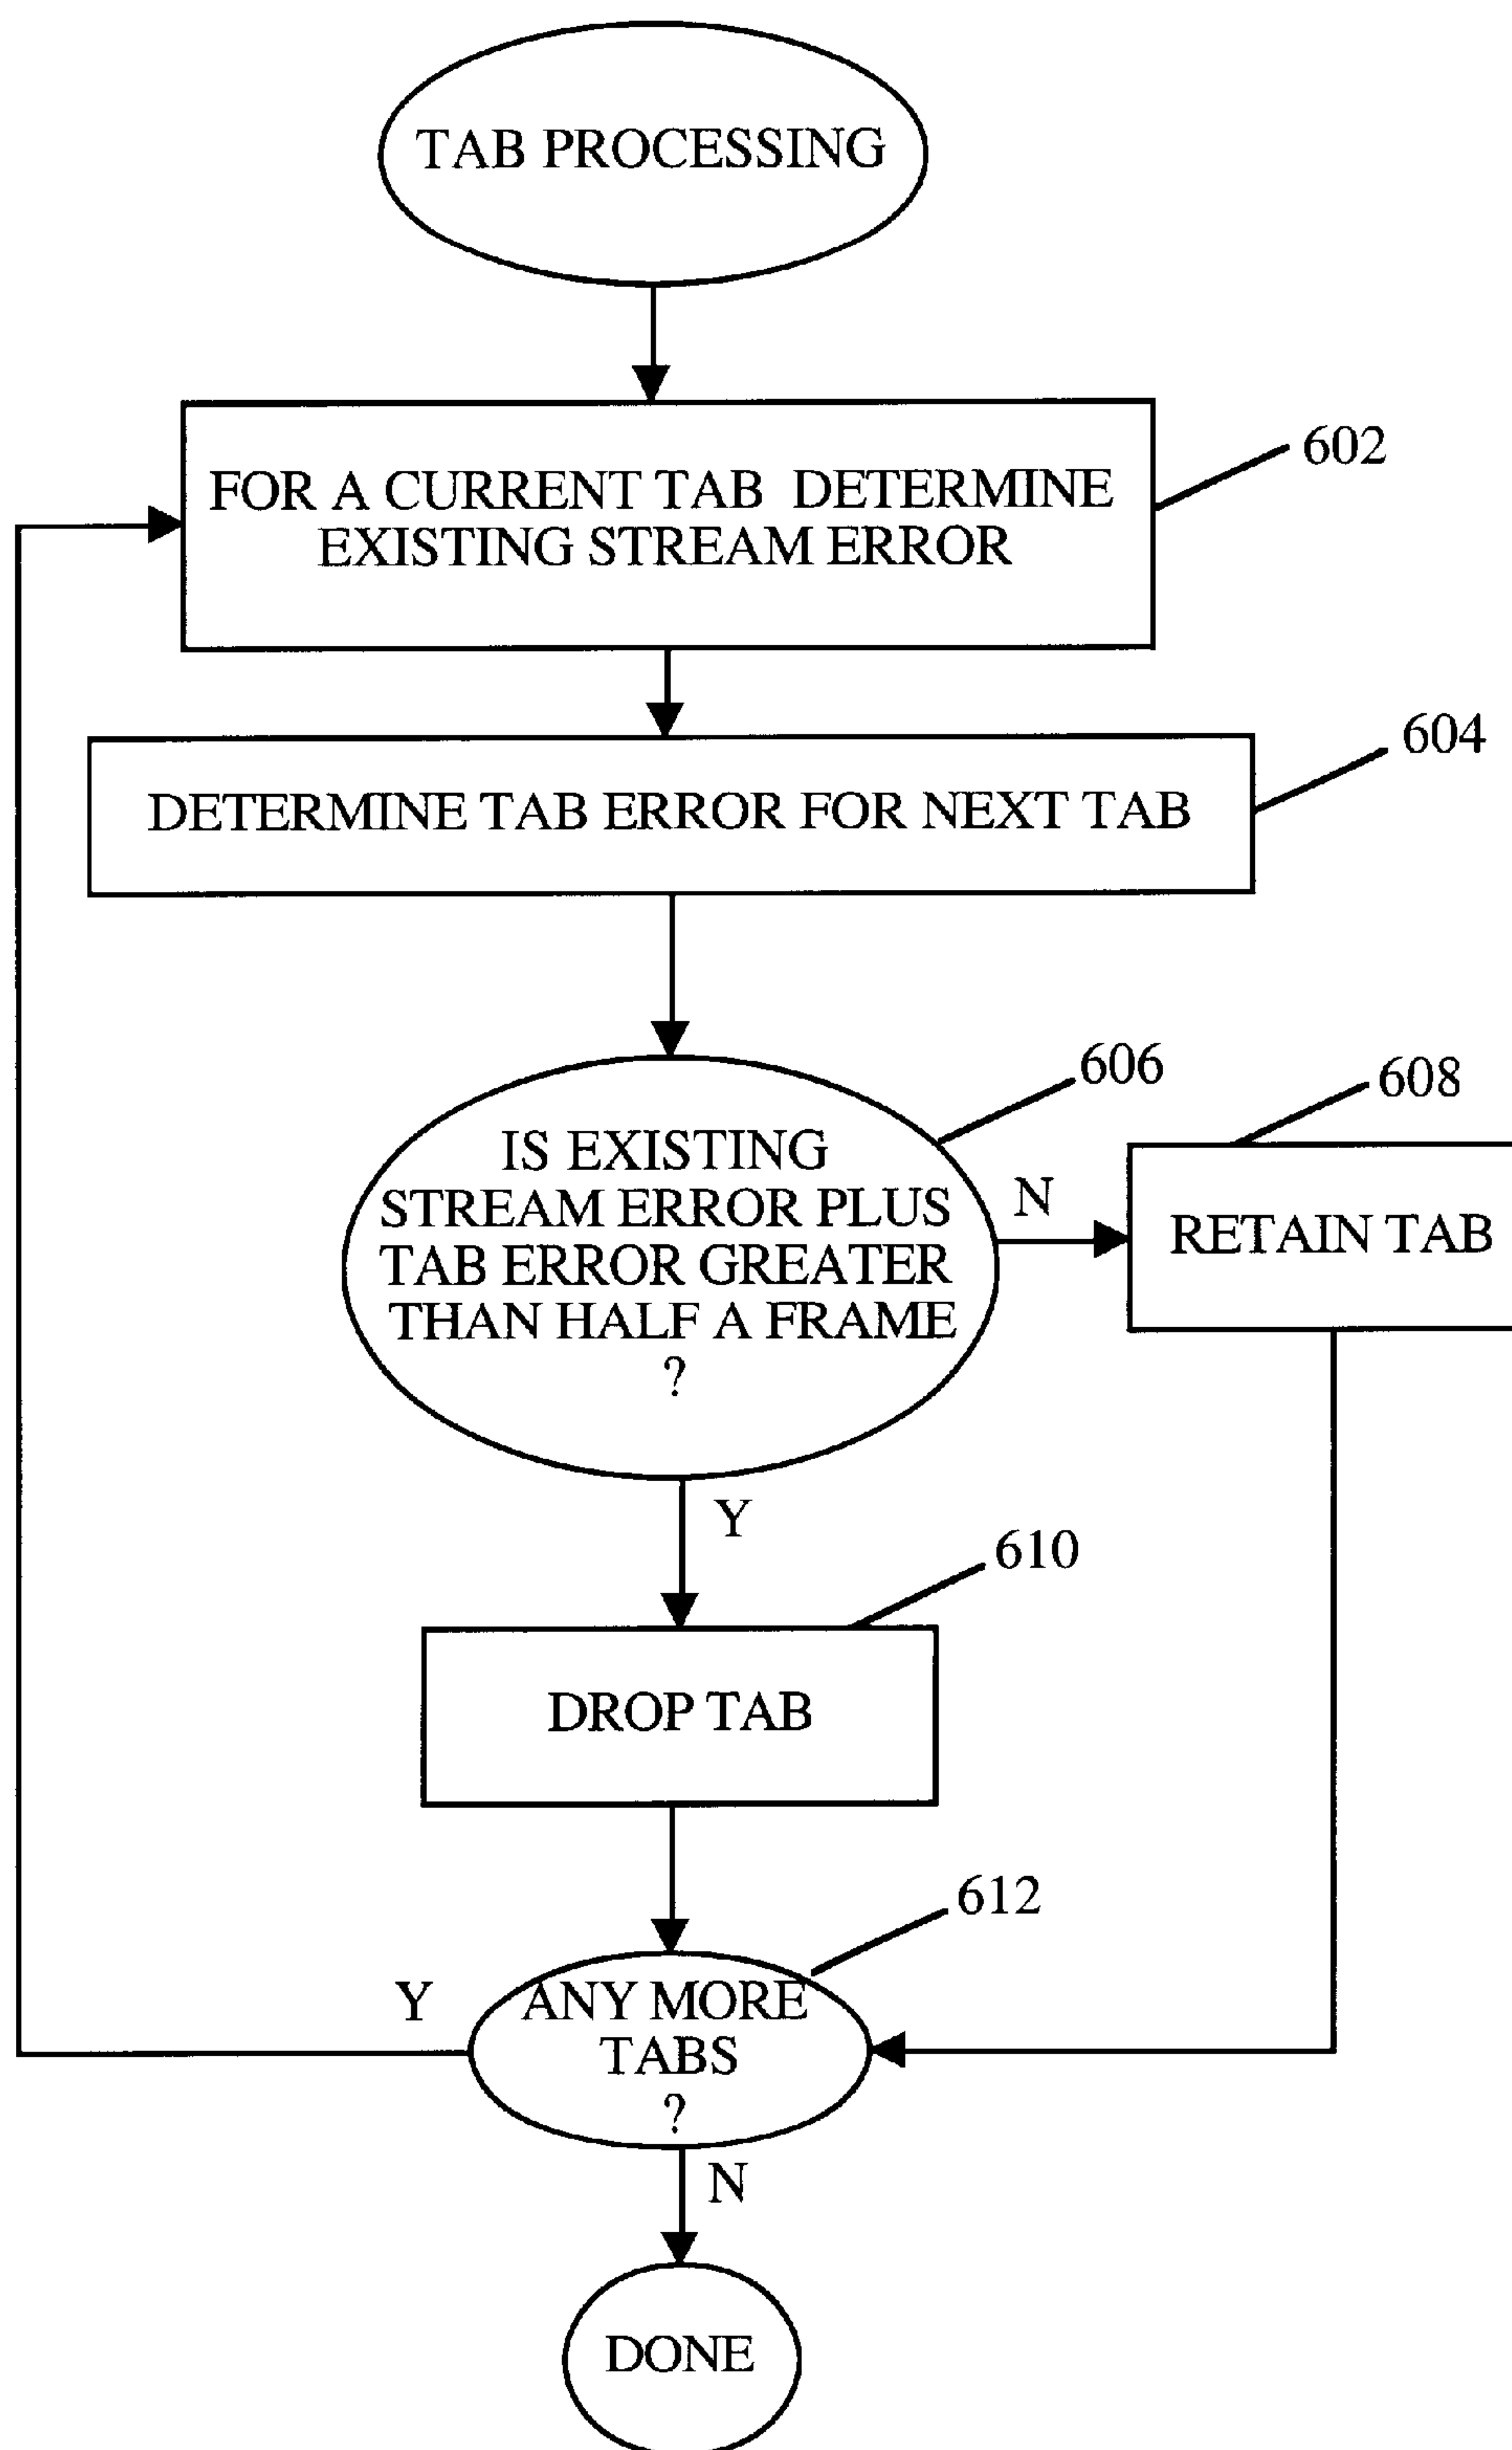 TAB PROCESSING
FOR A CURRENT TAB DETERMINE
EXISTING STREAM ERROR
602
DETERMINE TAB ERROR FOR NEXT TAB
604
IS EXISTING
STREAM ERROR PLUS
TAB ERROR GREATER
THAN HALF A FRAME
?
606
N
608
RETAIN TAB
Y
610
DROP TAB
612
Y
ANY MORE
TABS
?
N
DONE